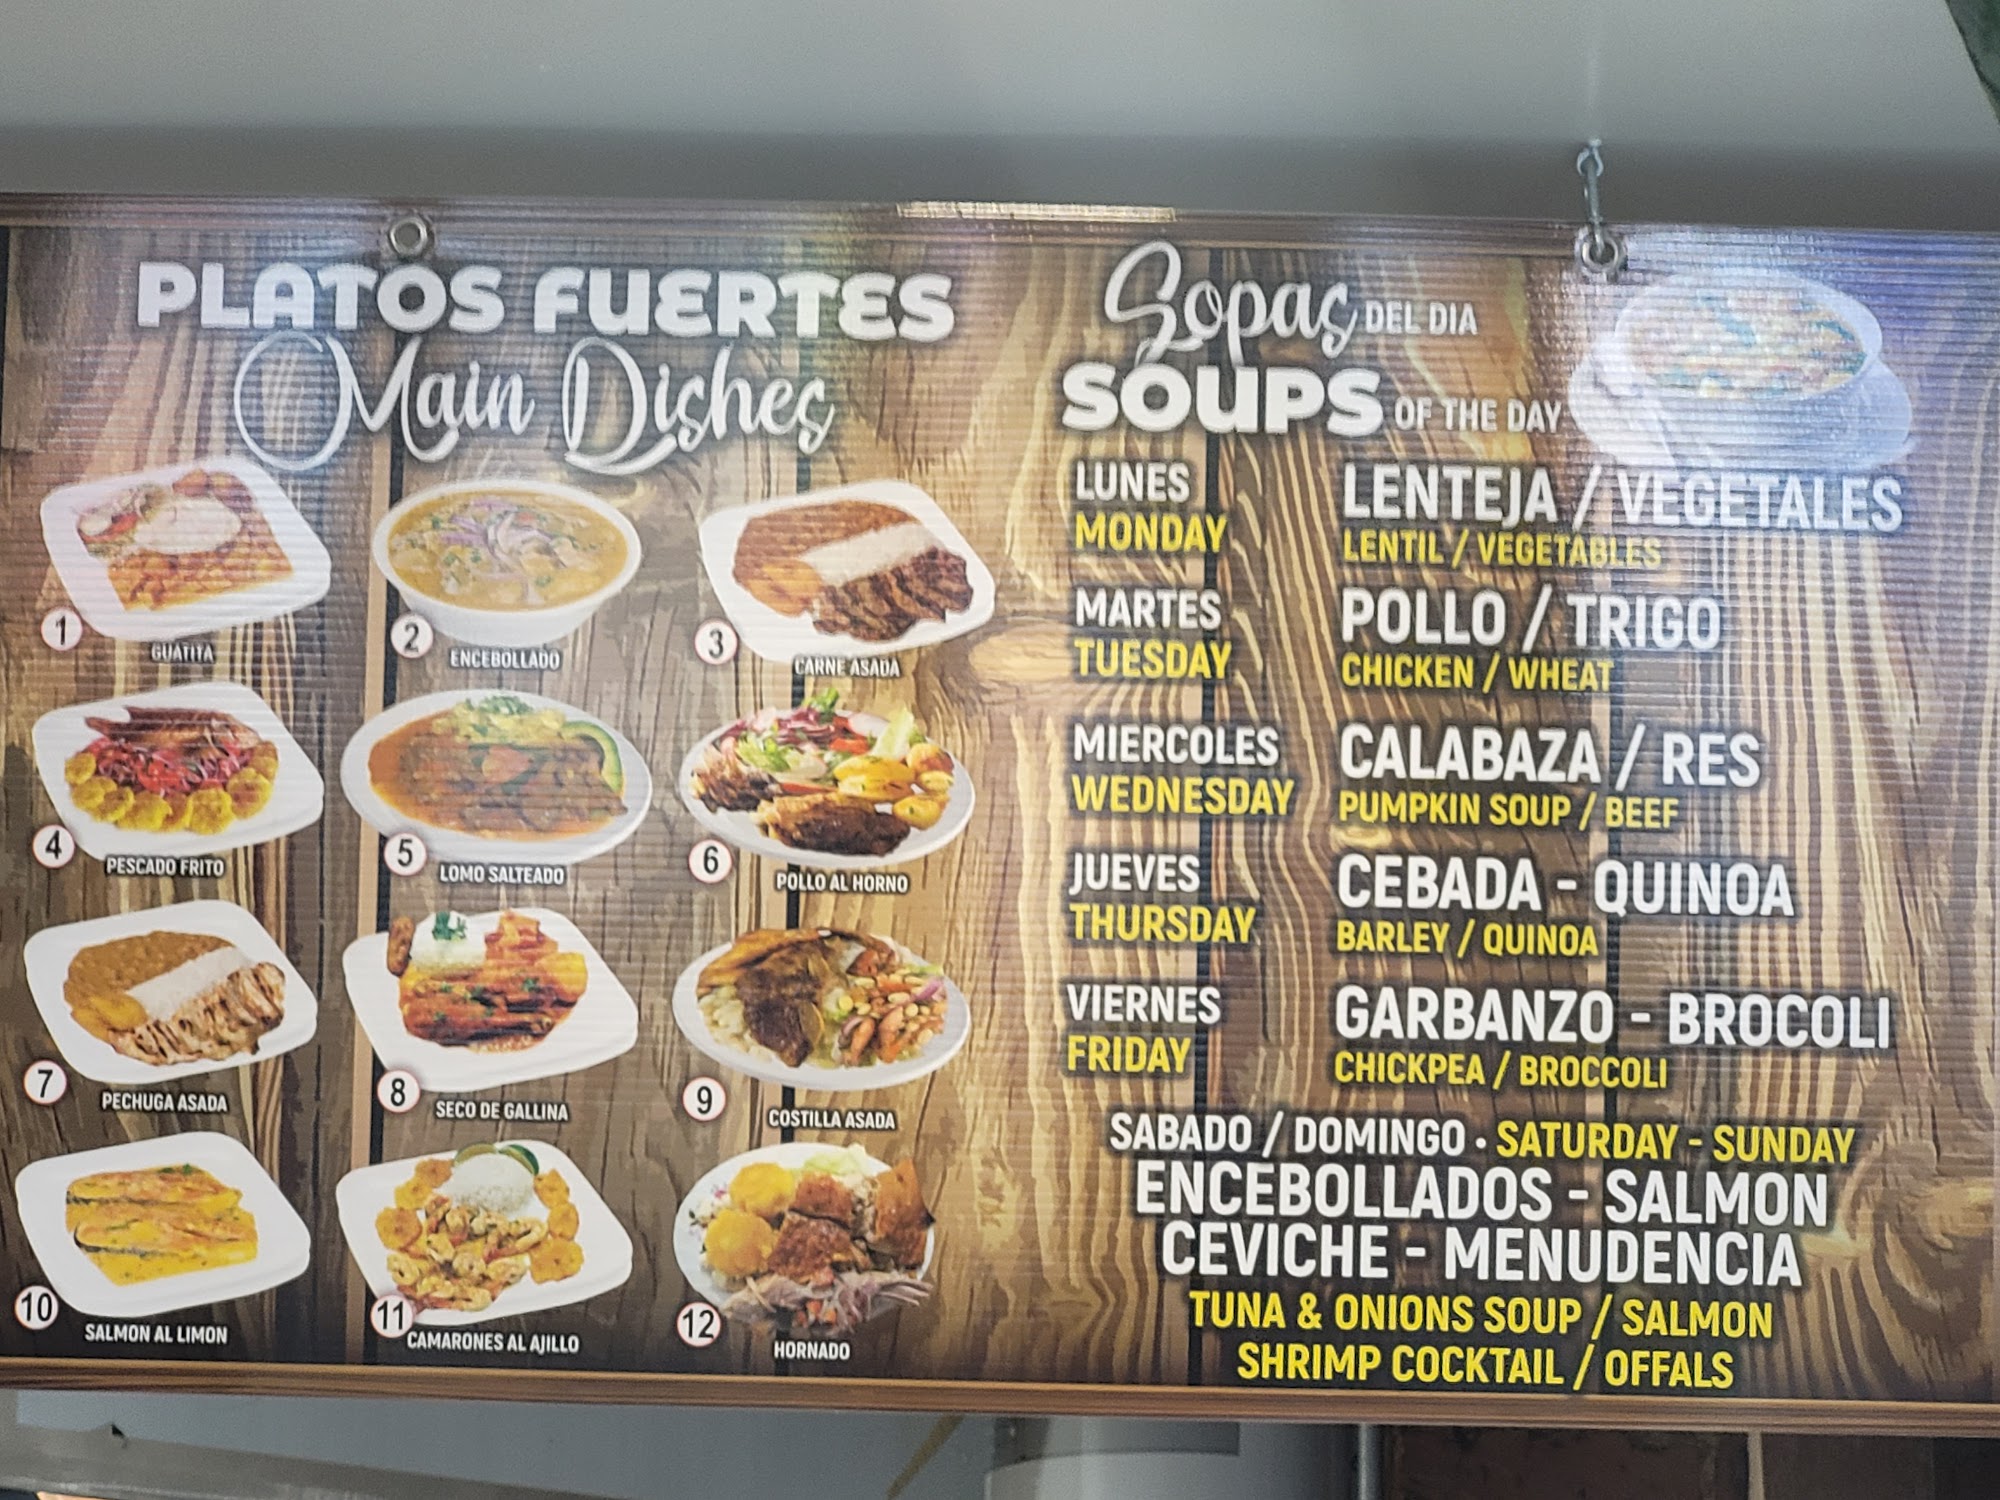 PLATOS FUERTES
Main Dishes
1
GUATITA
2
ENCEBOLLADO
3
CARNE ASADA
4
PESCADO FRITO
5
LOMO SALTEADO
6
POLLO AL HORNO
7
PECHUGA ASADA
8
SECO DE GALLINA
9
COSTILLA ASADA
10
SALMON AL LIMON
11
CAMARONES AL AJILLO
12
HORNADO
Sopas DEL DIA
SOUPS OF THE DAY
LUNES
MONDAY
LENTEJA / VEGETALES
LENTIL / VEGETABLES
MARTES
TUESDAY
POLLO / TRIGO
CHICKEN / WHEAT
MIERCOLES
WEDNESDAY
CALABAZA / RES
PUMPKIN SOUP / BEEF
JUEVES
THURSDAY
CEBADA - QUINOA
BARLEY / QUINOA
VIERNES
FRIDAY
GARBANZO - BROCOLI
CHICKPEA / BROCCOLI
SABADO / DOMINGO • SATURDAY - SUNDAY
ENCEBOLLADOS - SALMON
CEVICHE - MENUDENCIA
TUNA & ONIONS SOUP / SALMON
SHRIMP COCKTAIL / OFFALS